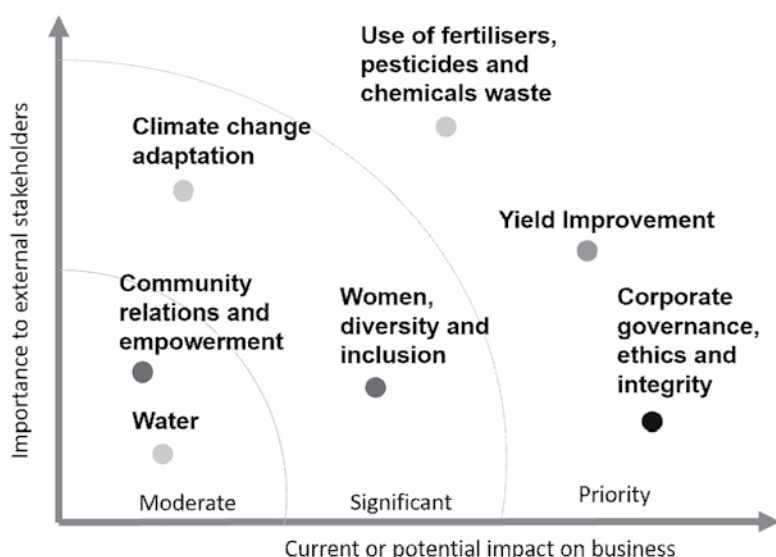 Use of fertilisers,
pesticides and
chemicals waste
Climate change
adaptation
Yield Improvement
Community
relations and
empowerment
Women,
diversity and
inclusion
Corporate
governance,
ethics and
integrity
Water
Moderate
Significant
Priority
Importance to external stakeholders
Current or potential impact on business